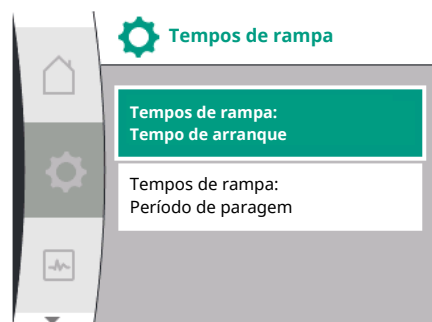 Tempos de rampa
Tempos de rampa:
Tempo de arranque
Tempos de rampa:
Período de paragem